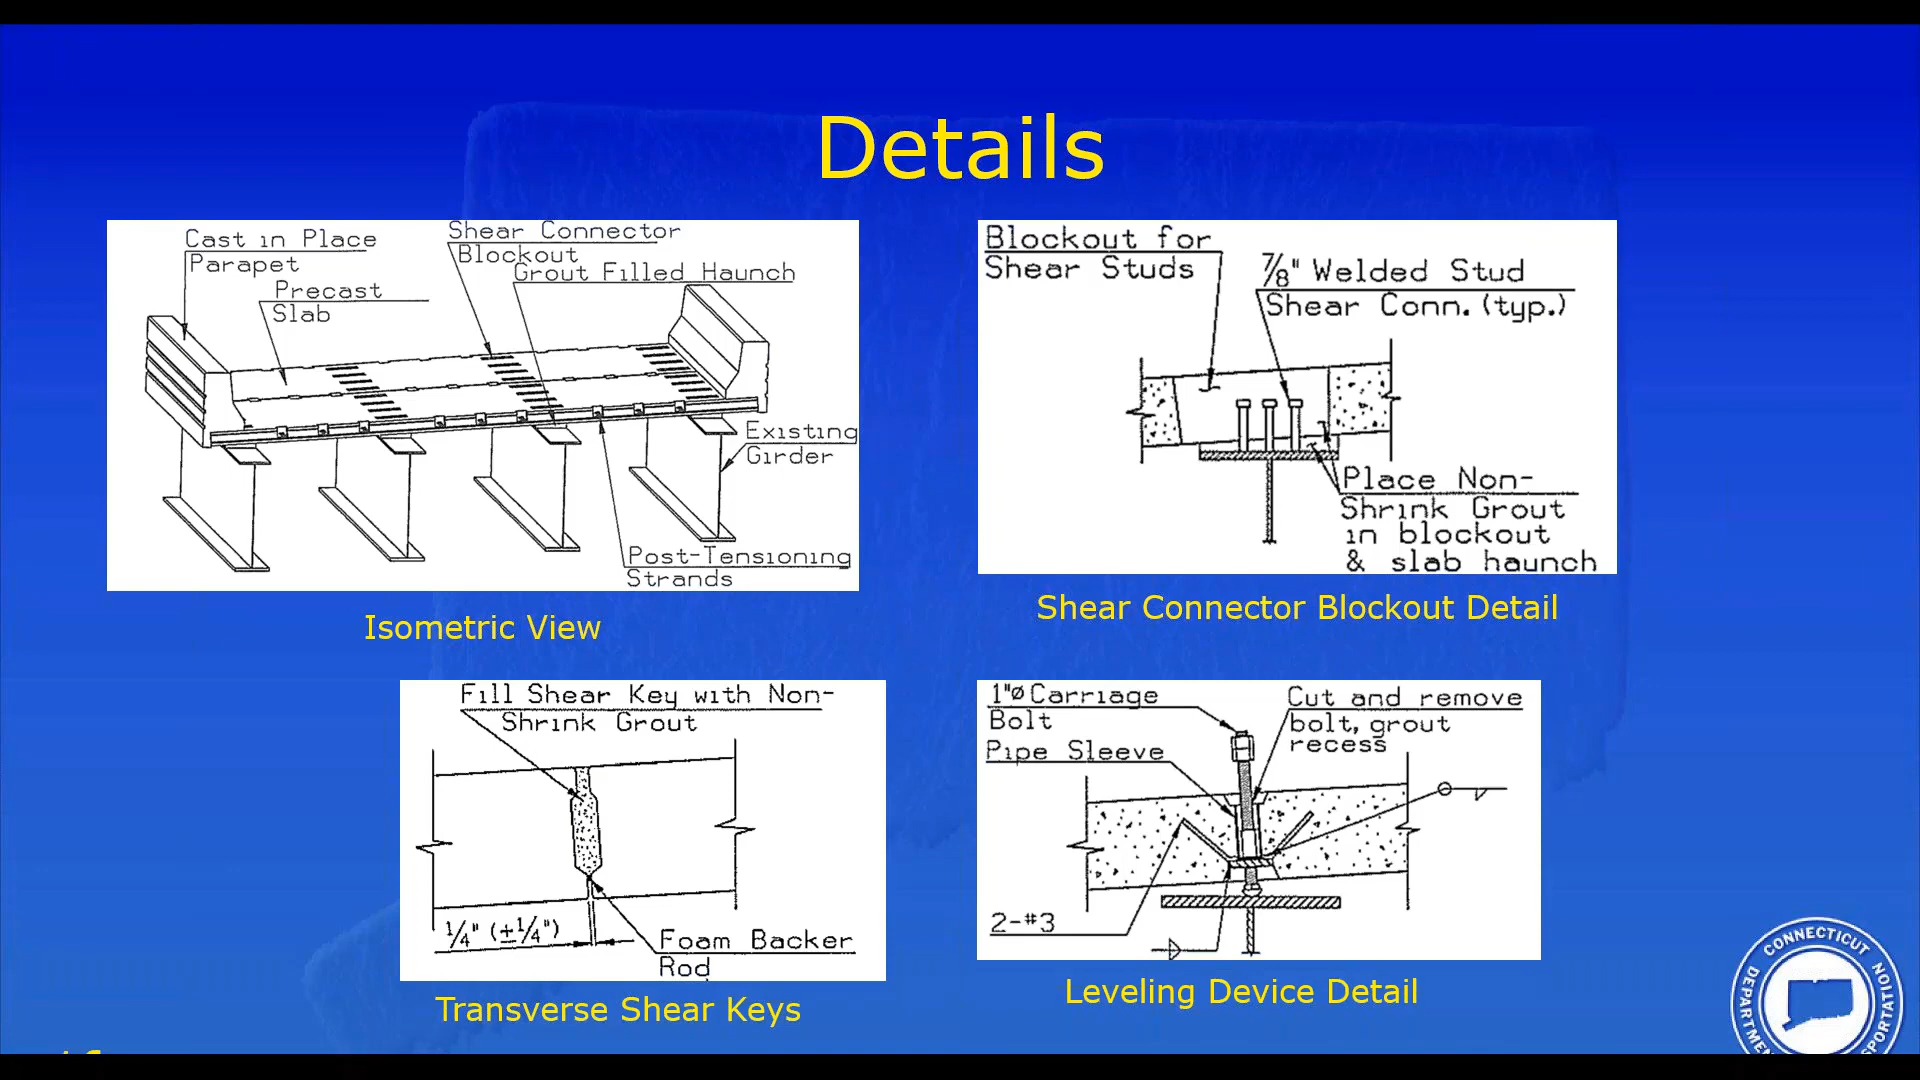 Details
Cast in Place
Parapet
Shear Connector
Blockout
Grout Filled Haunch
Precast
Slab
Existing
Girder
Post-Tensioning
Strands
Isometric View
Blockout for
Shear Studs
7/8" Welded Stud
Shear Conn. (typ.)
Place Non-
Shrink Grout
in blockout
& slab haunch
Shear Connector Blockout Detail
Fill Shear Key with Non-
Shrink Grout
1/4" (±1/4")
Foam Backer
Rod
Transverse Shear Keys
1"ø Carriage
Bolt
Pipe Sleeve
Cut and remove
bolt, grout
recess
2-#3
Leveling Device Detail
CONNECTICUT